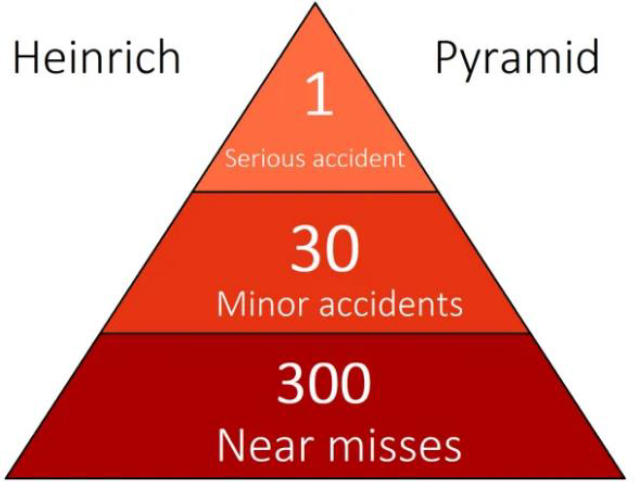 Heinrich Pyramid
1
Serious accident
30
Minor accidents
300
Near misses